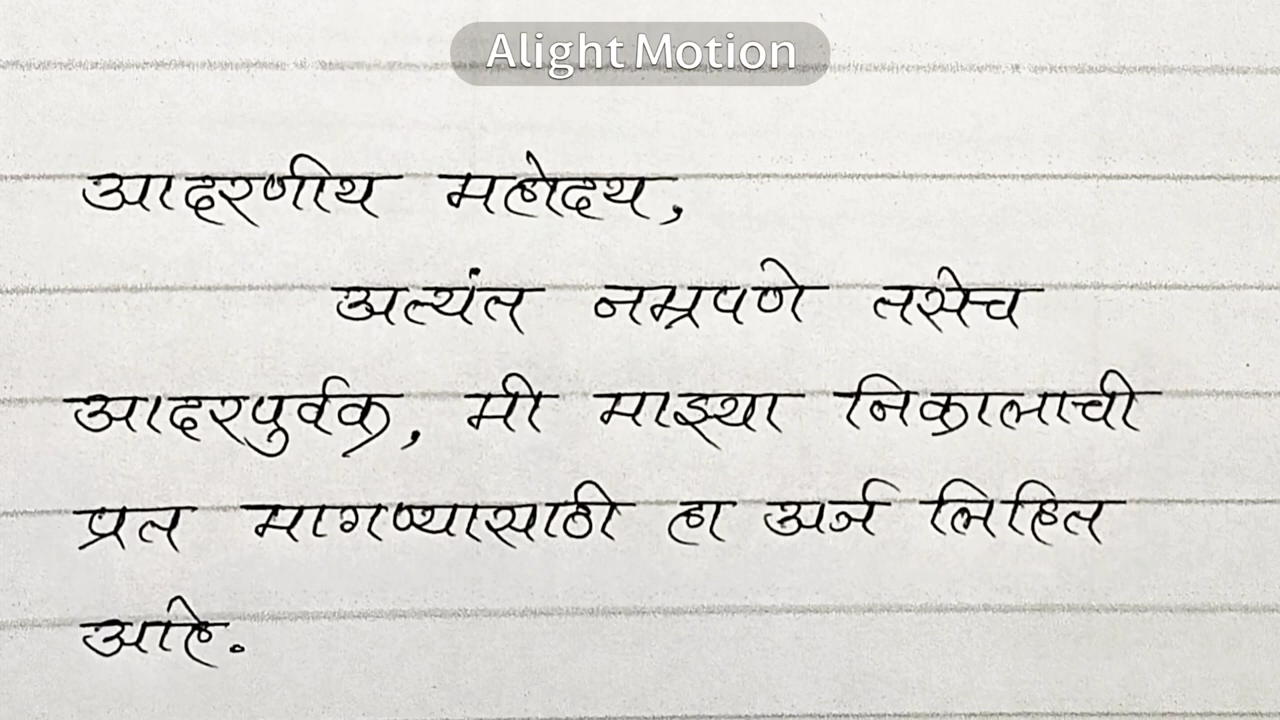 Alight Motion
आदरणीय महोदय,
अत्यंत नम्रपणे तसेच
आदरपुर्वक, मी माझ्या निकालाची
प्रत मागण्यासाठी हा अर्ज लिहित
आहे.